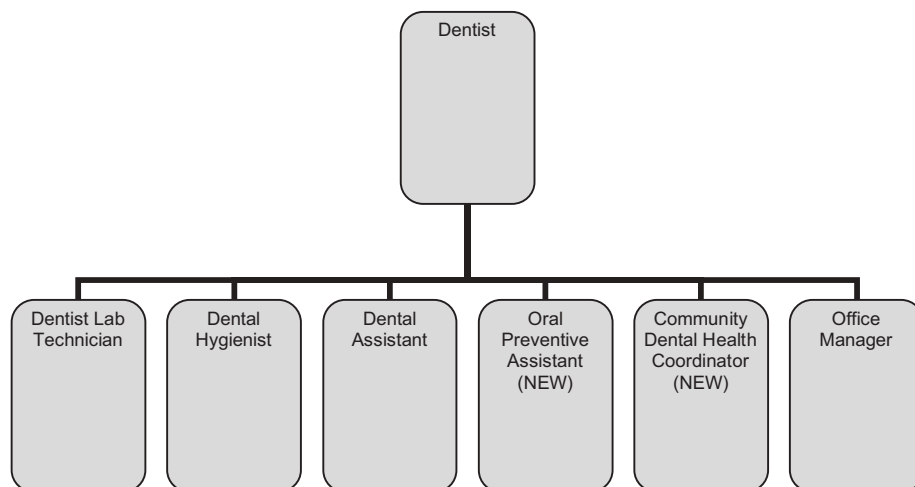 Dentist
Dentist Lab
Technician
Dental
Hygienist
Dental
Assistant
Oral
Preventive
Assistant
(NEW)
Community
Dental Health
Coordinator
(NEW)
Office
Manager